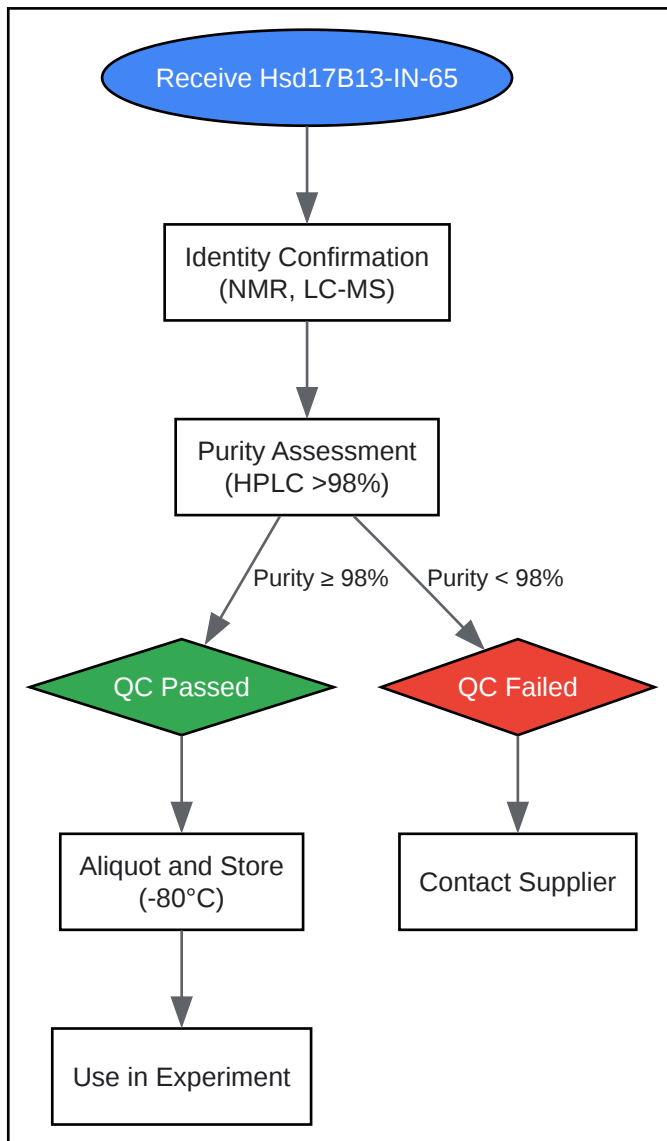 Receive Hsd17B13-IN-65
Identity Confirmation
(NMR, LC-MS)
Purity Assessment
(HPLC >98%)
Purity ≥ 98%
Purity < 98%
QC Passed
QC Failed
Aliquot and Store
(-80°C)
Contact Supplier
Use in Experiment